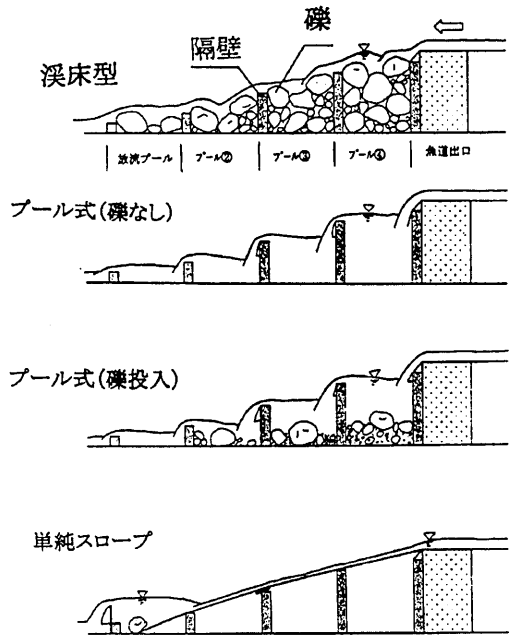 礫
隔壁
渓床型
放流プール プール② プール③ プール④ 魚道出口
プール式(礫なし)
プール式(礫投入)
単純スロープ